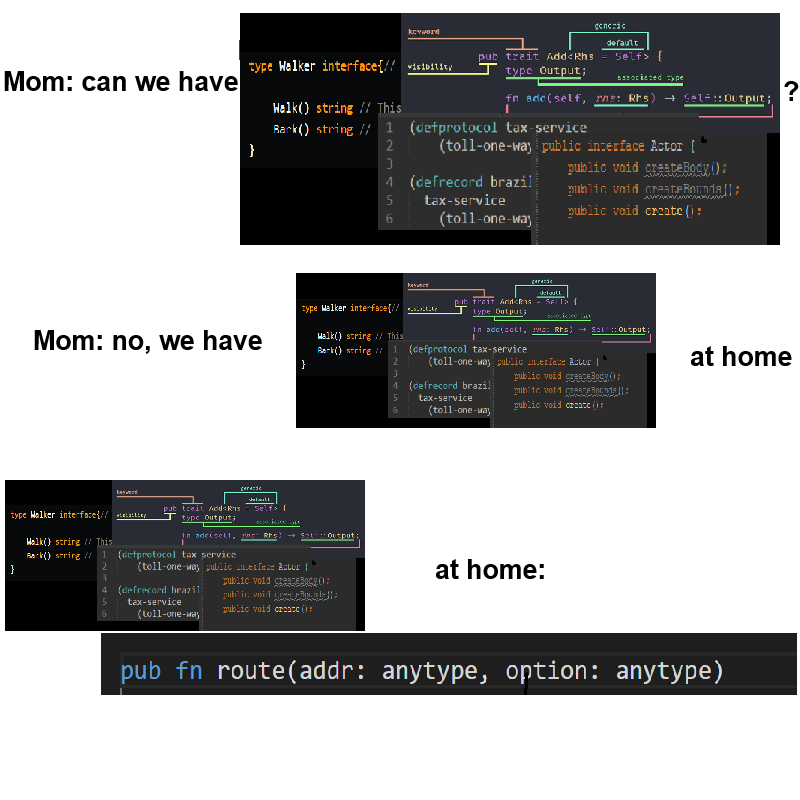 Mom: can we have
type Walker interface{//
Walk() string // This
Bark() string //
}
keyword
generic
default
visibility
pub trait Add<Rhs = Self> {
type Output;
associated type
fn add(self, rhs: Rhs) → Self::Output;
1 (defprotocol tax-service
2 (toll-one-way
3
4 (defrecord brazil
5 tax-service
6 (toll-one-way
public interface Actor {
public void createBody();
public void createBounds();
public void create();
?
Mom: no, we have
type Walker interface{//
Walk() string // This
Bark() string //
}
keyword
generic
default
visibility
pub trait Add<Rhs = Self> {
type Output;
associated type
fn add(self, rhs: Rhs) → Self::Output;
1 (defprotocol tax-service
2 (toll-one-way
3
4 (defrecord brazil
5 tax-service
6 (toll-one-way
public interface Actor {
public void createBody();
public void createBounds();
public void create();
at home
type Walker interface{//
Walk() string // This
Bark() string //
}
keyword
generic
default
visibility
pub trait Add<Rhs = Self> {
type Output;
associated type
fn add(self, rhs: Rhs) → Self::Output;
1 (defprotocol tax-service
2 (toll-one-way
3
4 (defrecord brazil
5 tax-service
6 (toll-one-way
public interface Actor {
public void createBody();
public void createBounds();
public void create();
at home:
pub fn route(addr: anytype, option: anytype)